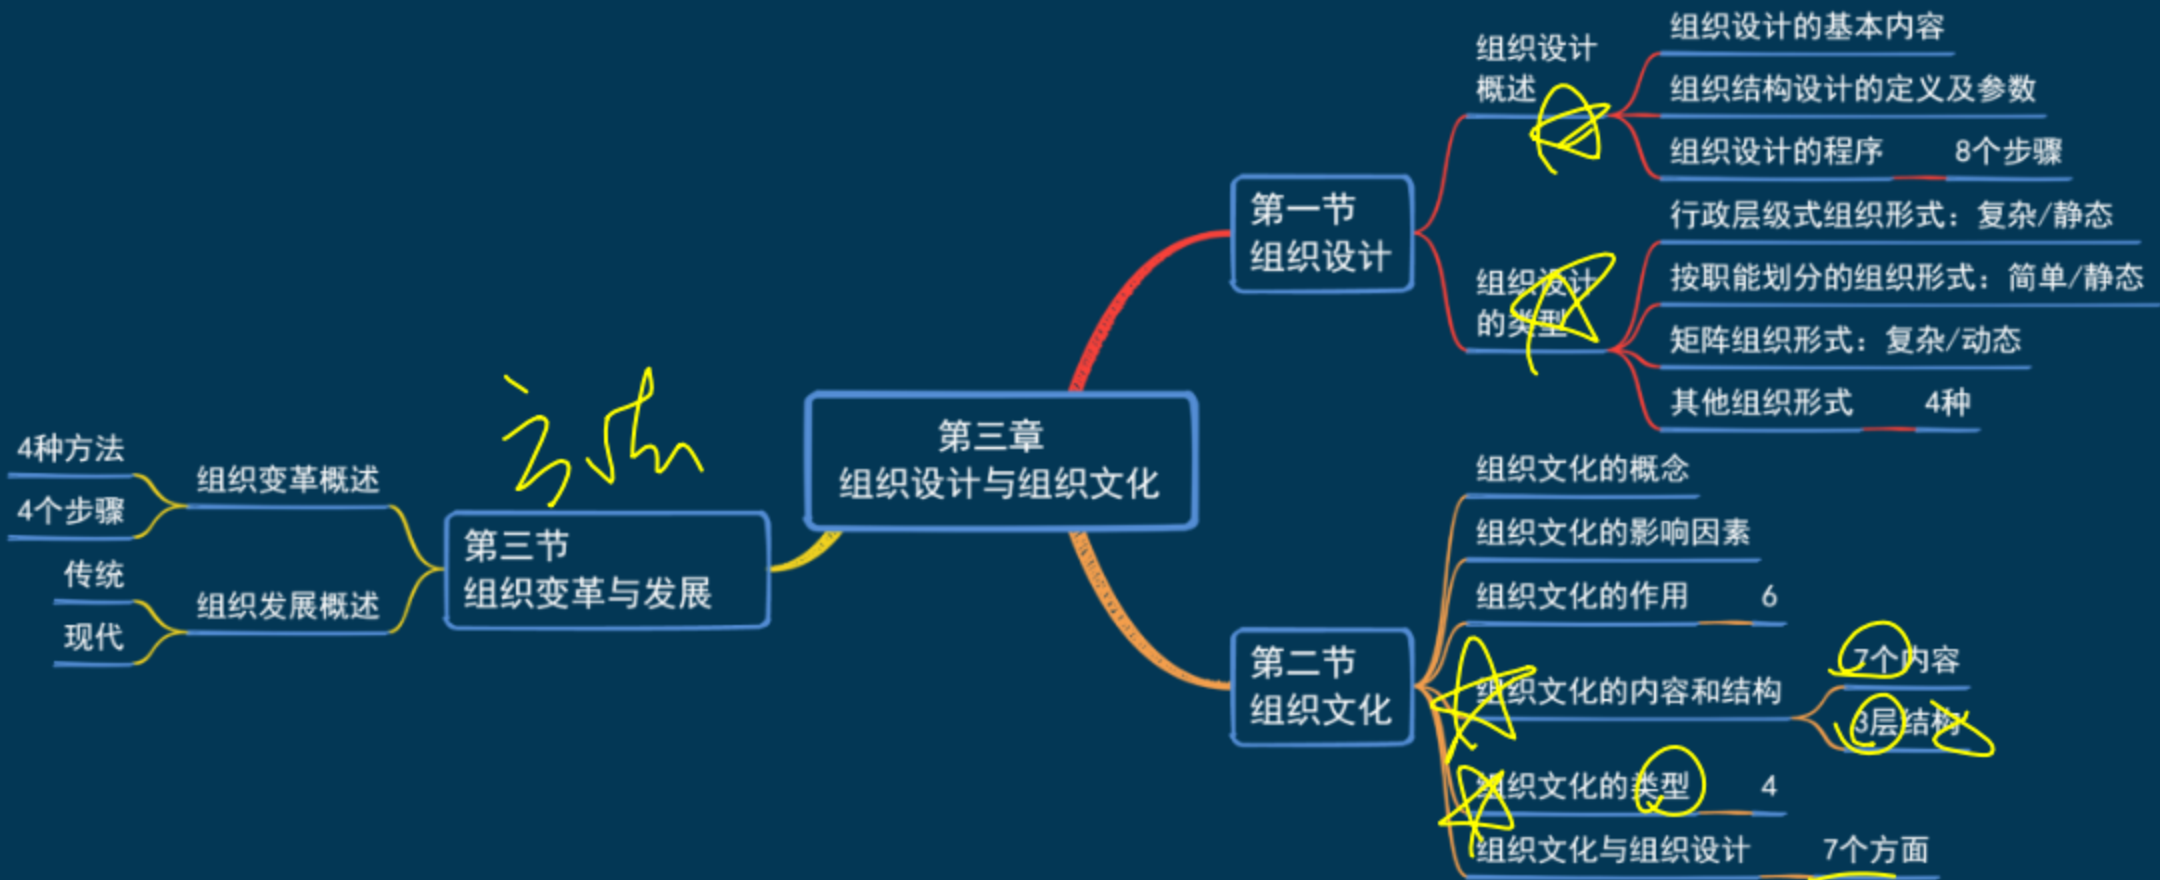 第三章
组织设计与组织文化
第一节
组织设计
组织设计
概述
组织设计的基本内容
组织结构设计的定义及参数
组织设计的程序 8个步骤
组织设计
的类型
行政层级式组织形式：复杂/静态
按职能划分的组织形式：简单/静态
矩阵组织形式：复杂/动态
其他组织形式 4种
第二节
组织文化
组织文化的概念
组织文化的影响因素
组织文化的作用 6
组织文化的内容和结构
7个内容
3层结构
组织文化的类型 4
组织文化与组织设计 7个方面
第三节
组织变革与发展
组织变革概述
4种方法
4个步骤
组织发展概述
传统
现代